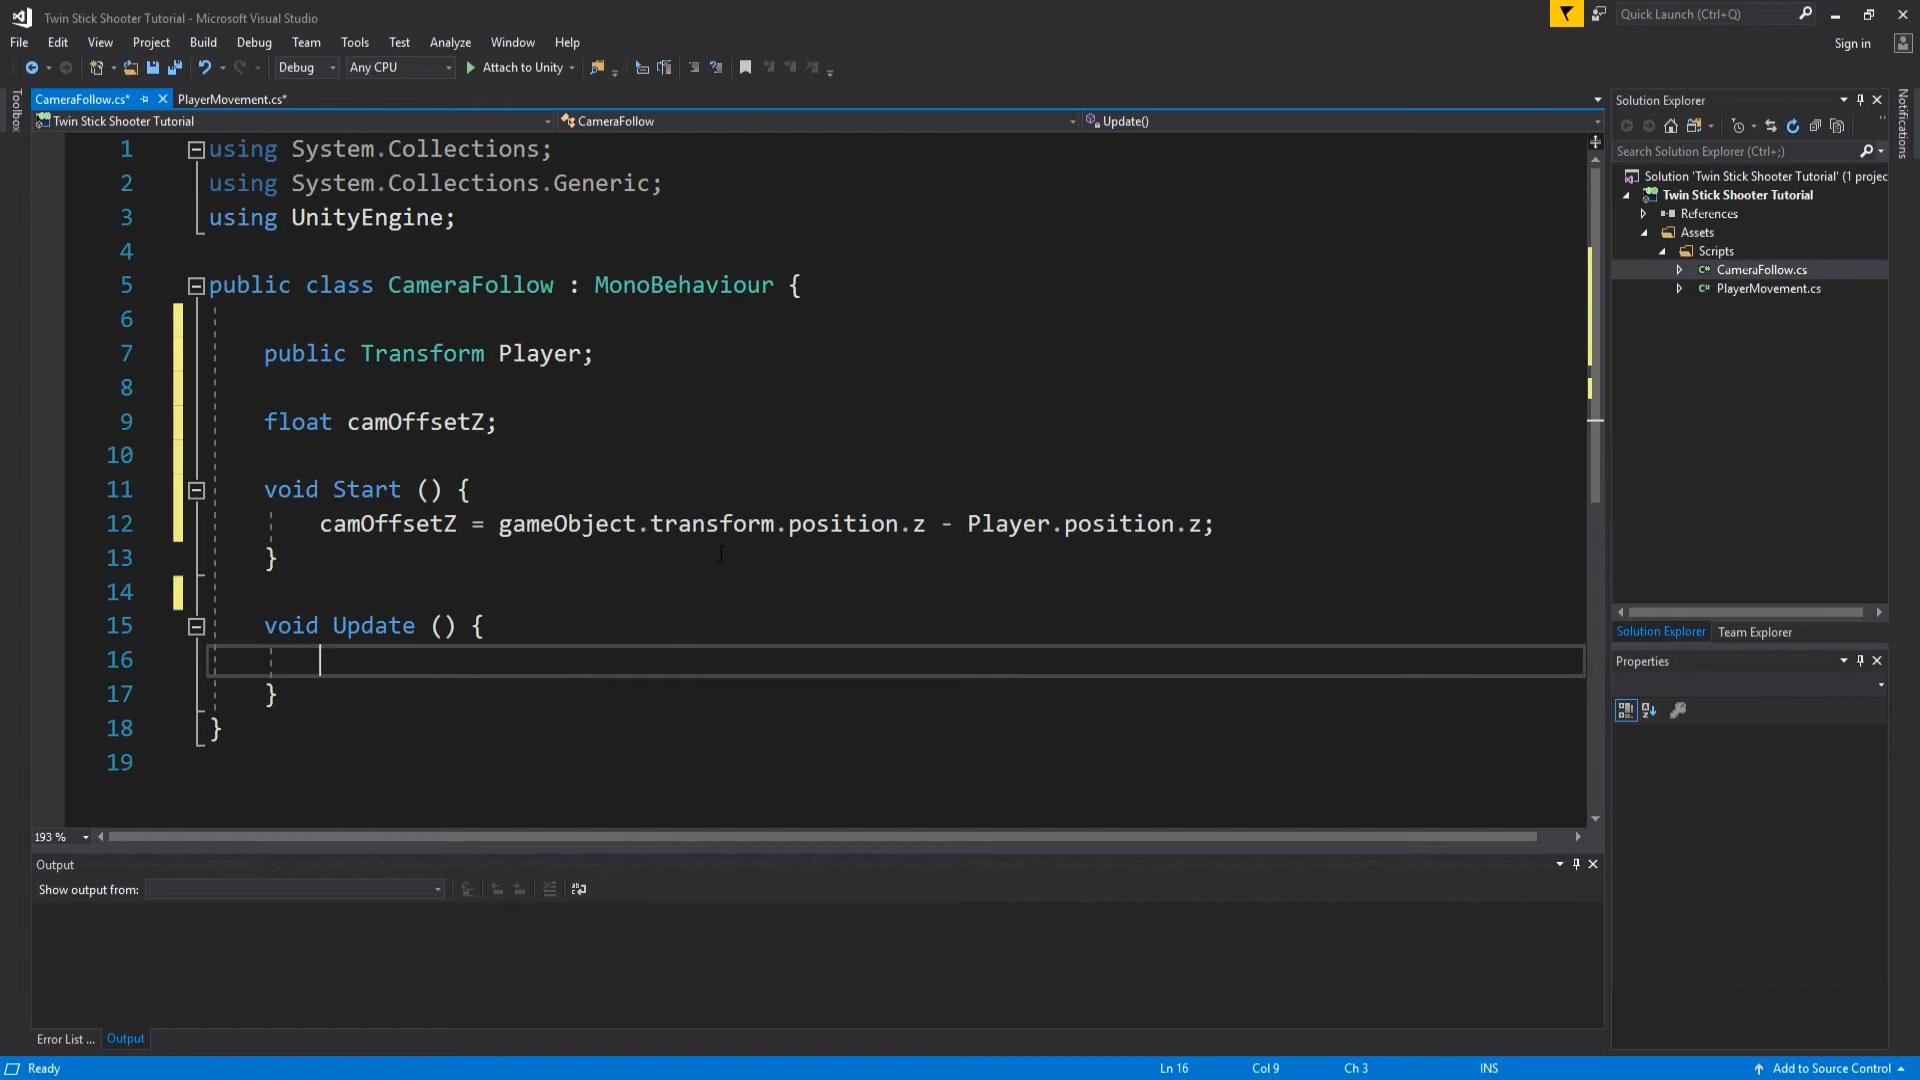 Twin Stick Shooter Tutorial - Microsoft Visual Studio
Quick Launch (Ctrl+Q)
File Edit View Project Build Debug Team Tools Test Analyze Window Help
Sign in
Debug Any CPU Attach to Unity
Toolbox
CameraFollow.cs* PlayerMovement.cs*
Twin Stick Shooter Tutorial CameraFollow Update()
1 using System.Collections;
2 using System.Collections.Generic;
3 using UnityEngine;
4
5 public class CameraFollow : MonoBehaviour {
6
7 public Transform Player;
8
9 float camOffsetZ;
10
11 void Start () {
12 camOffsetZ = gameObject.transform.position.z - Player.position.z;
13 }
14
15 void Update () {
16
17 }
18 }
19
193 %
Output
Show output from:
Error List ... Output
Solution Explorer
Search Solution Explorer (Ctrl+;)
Solution 'Twin Stick Shooter Tutorial' (1 projec
Twin Stick Shooter Tutorial
References
Assets
Scripts
C# CameraFollow.cs
C# PlayerMovement.cs
Solution Explorer Team Explorer
Properties
Notifications
Ready Ln 16 Col 9 Ch 3 INS Add to Source Control